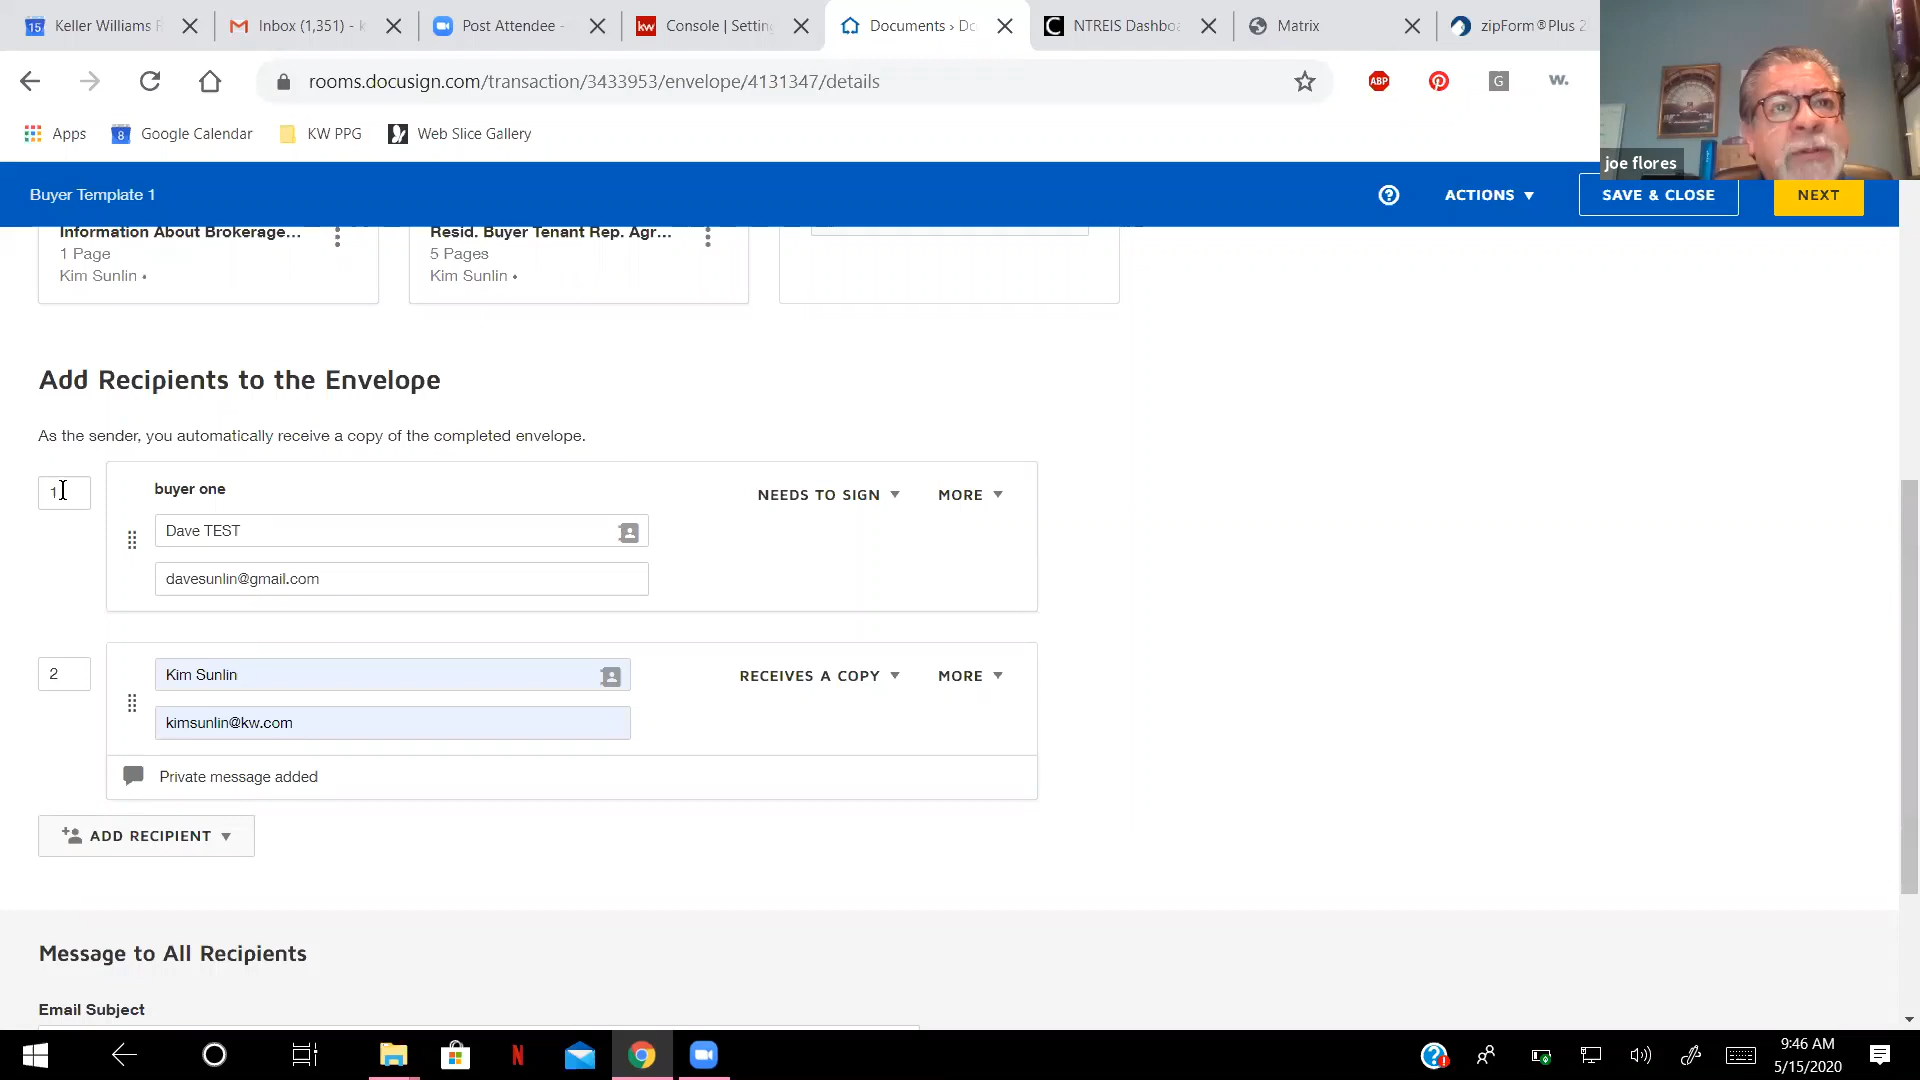 Keller Williams
Inbox (1,351) -
Post Attendee -
Console | Setting
Documents › Do
NTREIS Dashboa
Matrix
zipForm®Plus 2
rooms.docusign.com/transaction/3433953/envelope/4131347/details
ABP
G
w.
Apps
Google Calendar
KW PPG
Web Slice Gallery
joe flores
Buyer Template 1
ACTIONS
SAVE & CLOSE
NEXT
Information About Brokerage...
1 Page
Kim Sunlin •
Resid. Buyer Tenant Rep. Agr...
5 Pages
Kim Sunlin •
Add Recipients to the Envelope
As the sender, you automatically receive a copy of the completed envelope.
1
buyer one
NEEDS TO SIGN
MORE
Dave TEST
davesunlin@gmail.com
2
Kim Sunlin
RECEIVES A COPY
MORE
kimsunlin@kw.com
Private message added
ADD RECIPIENT
Message to All Recipients
Email Subject
9:46 AM
5/15/2020